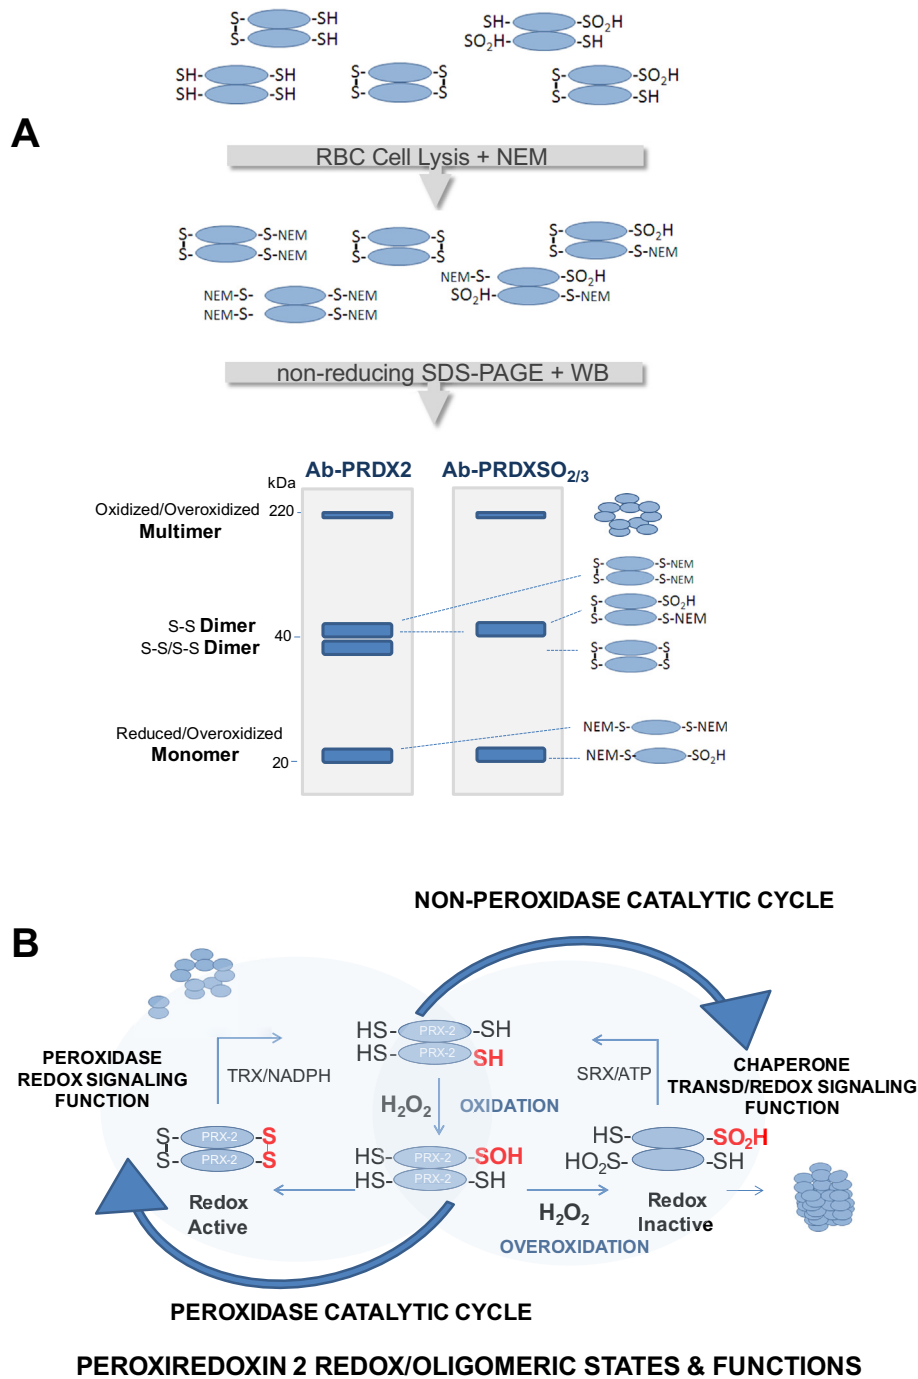 S- -SH
S- -SH
SH- -SO2H
SO2H- -SH
SH- -SH
SH- -SH
S- -S
S- -S
S- -SO2H
S- -SH
A
RBC Cell Lysis + NEM
S- -S-NEM
S- -S-NEM
S- -S
S- -S
S- -SO2H
S- -S-NEM
NEM-S- -SO2H
SO2H- -S-NEM
NEM-S- -S-NEM
NEM-S- -S-NEM
non-reducing SDS-PAGE + WB
Ab-PRDX2
Ab-PRDXSO2/3
kDa
Oxidized/Overoxidized
Multimer
220
S- -S-NEM
S- -S-NEM
S- -SO2H
S- -S-NEM
S-S Dimer
40
S-S/S-S Dimer
S- -S
S- -S
Reduced/Overoxidized
Monomer
20
NEM-S- -S-NEM
NEM-S- -SO2H
NON-PEROXIDASE CATALYTIC CYCLE
B
HS- PRX-2 -SH
HS- PRX-2 SH
PEROXIDASE
REDOX SIGNALING
FUNCTION
TRX/NADPH
SRX/ATP
CHAPERONE
TRANSD/REDOX SIGNALING
FUNCTION
H2O2
OXIDATION
S- PRX-2 -S
S- PRX-2 -S
HS- PRX-2 -SOH
HS- PRX-2 -SH
HS- -SO2H
HO2S- -SH
Redox
Active
H2O2
Redox
Inactive
OVEROXIDATION
PEROXIDASE CATALYTIC CYCLE
PEROXIREDOXIN 2 REDOX/OLIGOMERIC STATES & FUNCTIONS